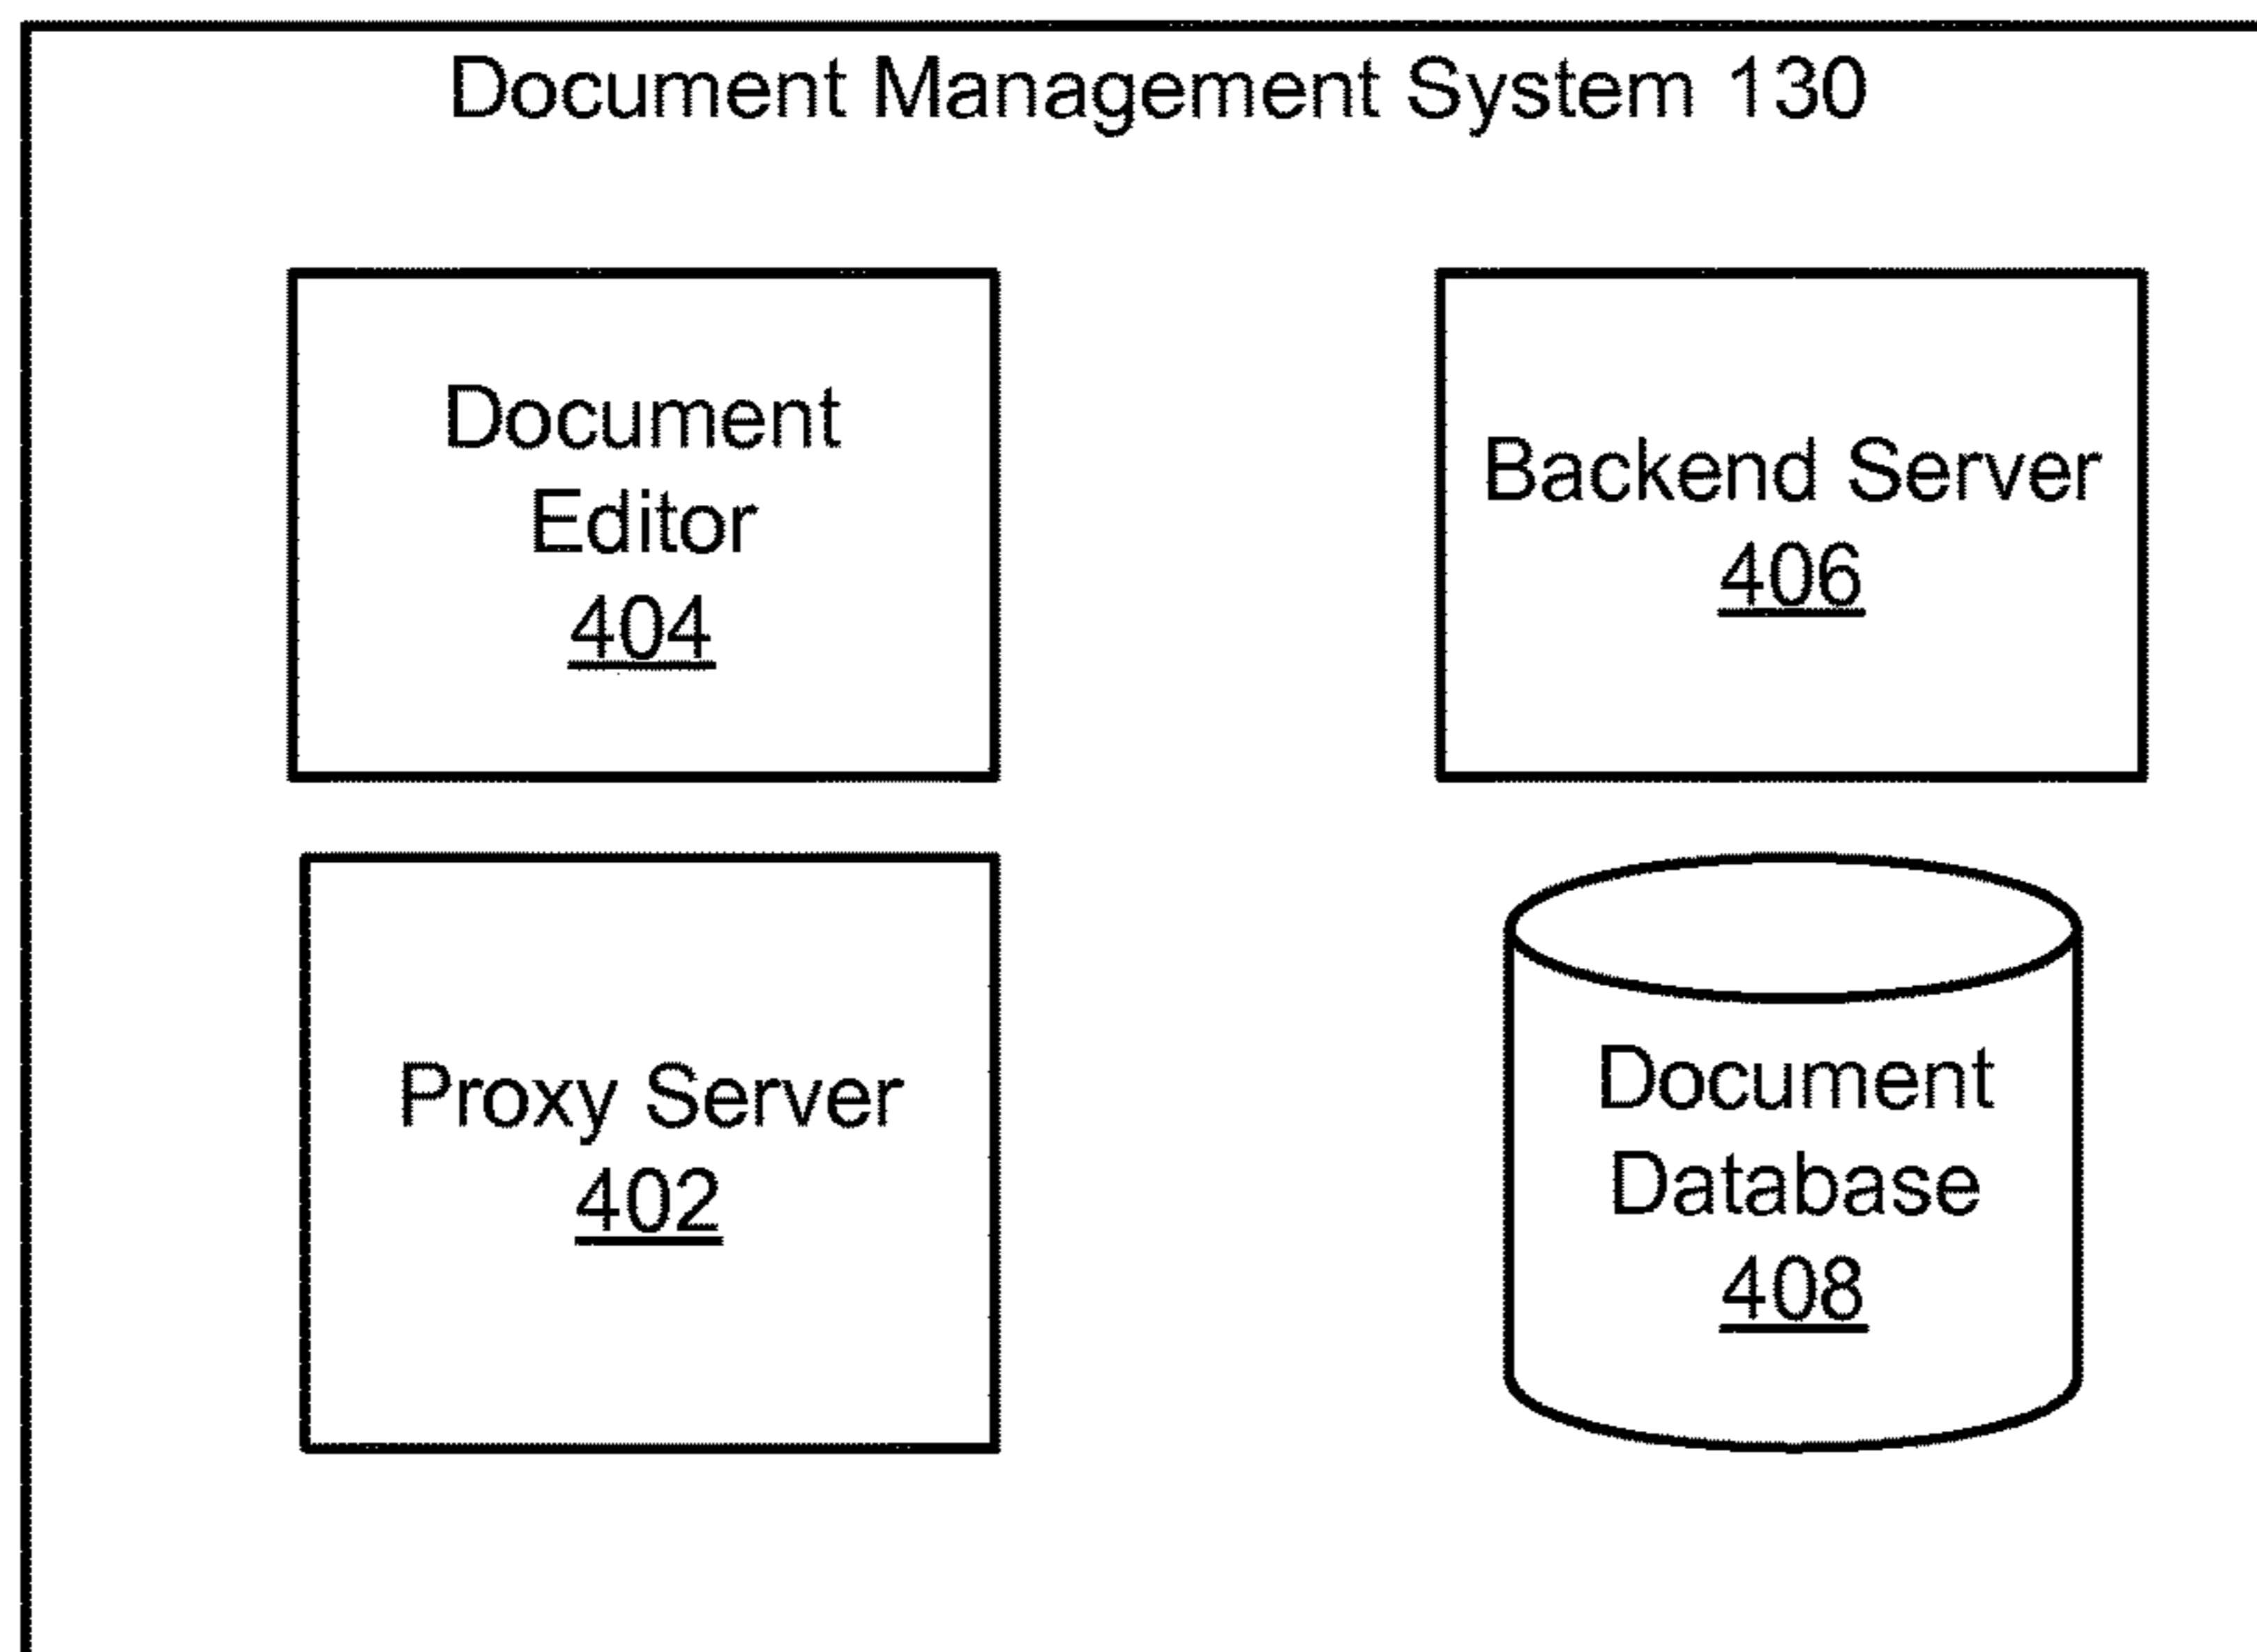 Document Management System 130
Document
Editor
404
Backend Server
406
Proxy Server
402
Document
Database
408